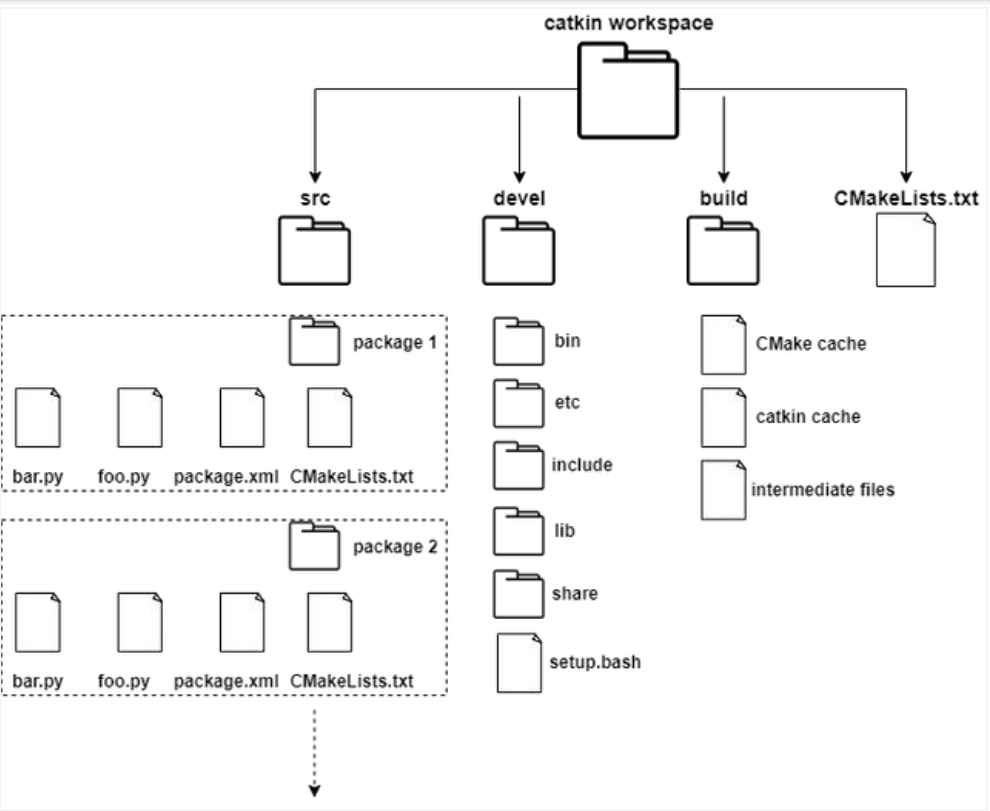 catkin workspace
src
devel
build
CMakeLists.txt
package 1
bar.py
foo.py
package.xml
CMakeLists.txt
package 2
bar.py
foo.py
package.xml
CMakeLists.txt
bin
etc
include
lib
share
setup.bash
CMake cache
catkin cache
intermediate files